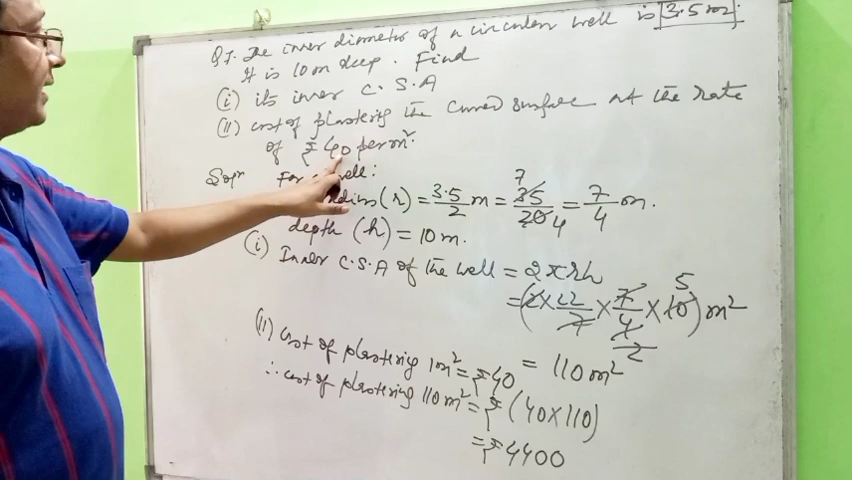 Q7. The inner diameter of a circular well is 3.5m.
It is 10m deep. Find
(i) its inner C.S.A
(ii) cost of plastering the curved surface at the rate
of ₹40 per m².
Solⁿ For well:
radius (r) = 3.5/2 m = 35/20 = 7/4 m.
depth (h) = 10 m.
(i) Inner C.S.A of the well = 2πrh
= (2 × 22/7 × 7/4 × 10) m²
= 110 m²
(ii) cost of plastering 1m² = ₹40
∴ cost of plastering 110 m² = ₹ (40×110)
= ₹4400